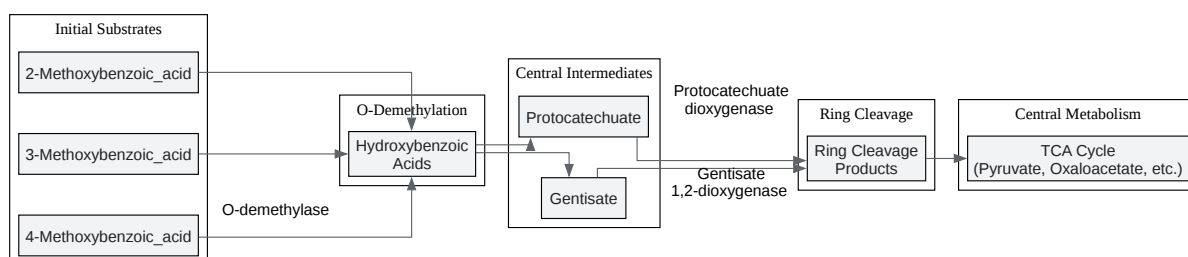 Initial Substrates
2-Methoxybenzoic_acid
3-Methoxybenzoic_acid
4-Methoxybenzoic_acid
O-demethylase
O-Demethylation
Hydroxybenzoic
Acids
Central Intermediates
Protocatechuate
Gentisate
Protocatechuate
dioxygenase
Gentisate
1,2-dioxygenase
Ring Cleavage
Ring Cleavage
Products
Central Metabolism
TCA Cycle
(Pyruvate, Oxaloacetate, etc.)